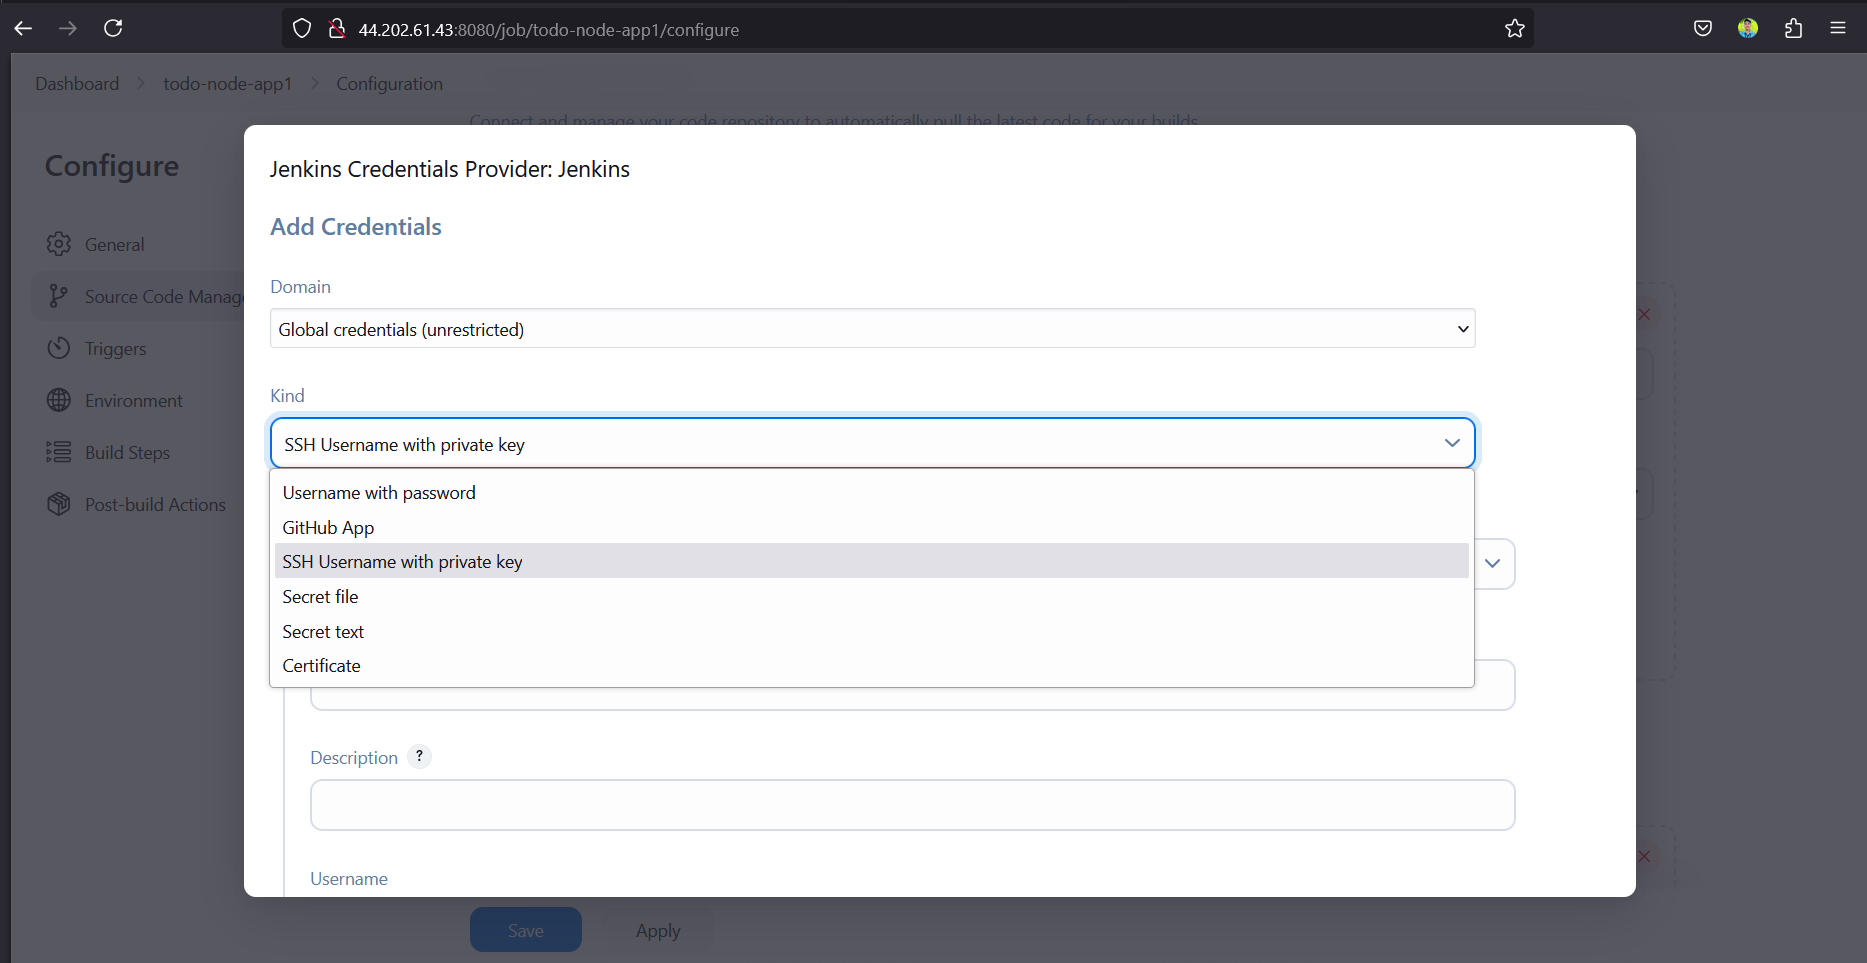 44.202.61.43:8080/job/todo-node-app1/configure
Dashboard > todo-node-app1 > Configuration
Connect and manage your code repository to automatically pull the latest code for your builds.
Configure
General
Source Code Manage
Triggers
Environment
Build Steps
Post-build Actions
Jenkins Credentials Provider: Jenkins
Add Credentials
Domain
Global credentials (unrestricted)
Kind
SSH Username with private key
Username with password
GitHub App
SSH Username with private key
Secret file
Secret text
Certificate
Description ?
Username
Save Apply